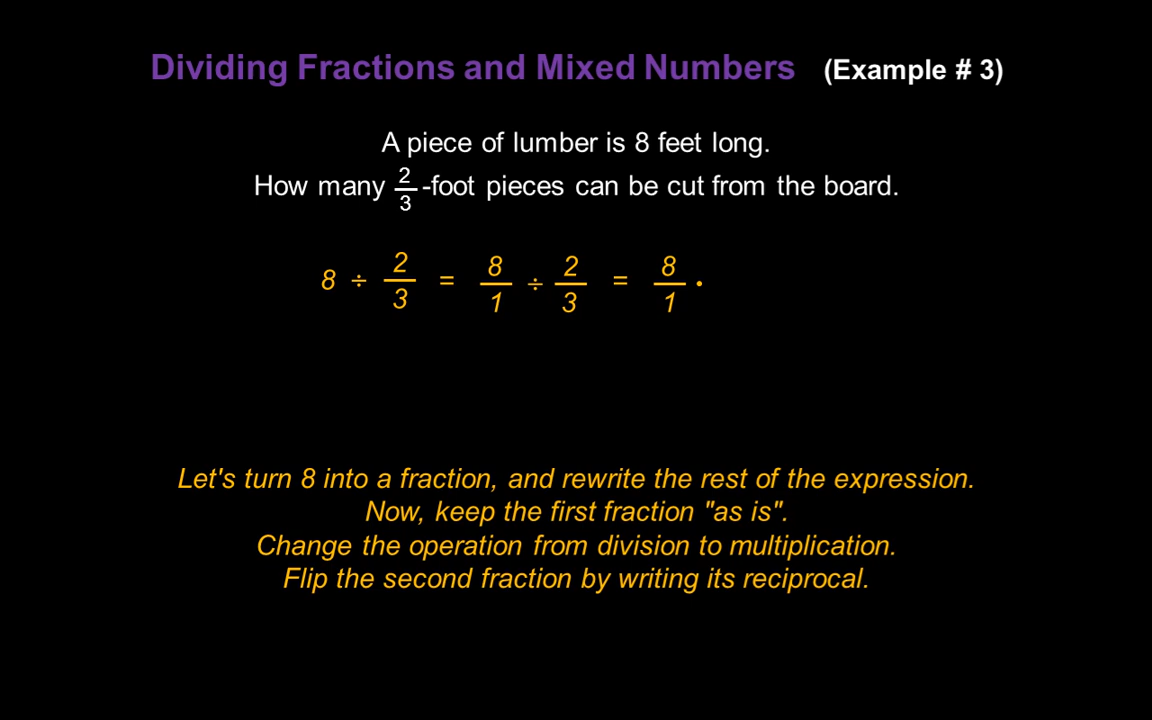 Dividing Fractions and Mixed Numbers (Example # 3)
A piece of lumber is 8 feet long.
How many 2/3 -foot pieces can be cut from the board.
8 ÷ 2/3 = 8/1 ÷ 2/3 = 8/1 •
Let's turn 8 into a fraction, and rewrite the rest of the expression.
Now, keep the first fraction "as is".
Change the operation from division to multiplication.
Flip the second fraction by writing its reciprocal.